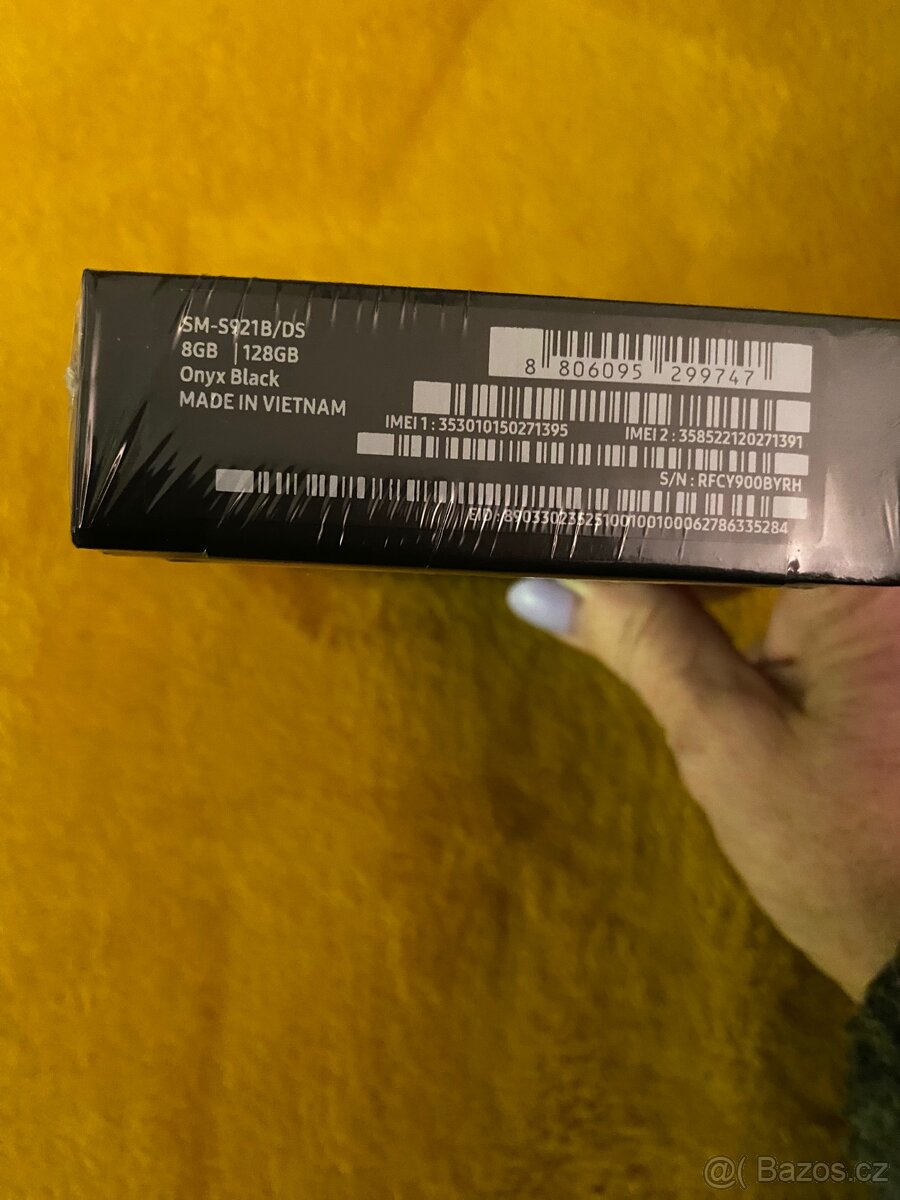 SM-S921B/DS
8GB | 128GB
Onyx Black
MADE IN VIETNAM
8 806095 299747
IMEI 1 : 353010150271395
IMEI 2 : 358522120271391
S/N : RFCY900BYRH
EID : 89033023525100100100062786335284
@( Bazos.cz